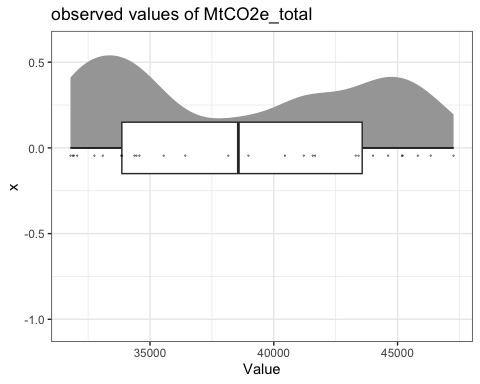 observed values of MtCO2e_total
0.5
0.0
-0.5
-1.0
x
35000 40000 45000
Value